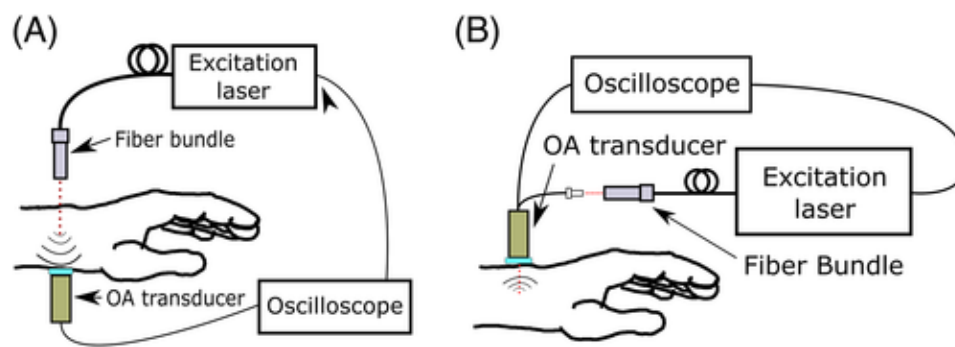 (A)
Excitation
laser
Fiber bundle
OA transducer
Oscilloscope
(B)
Oscilloscope
OA transducer
Excitation
laser
Fiber Bundle